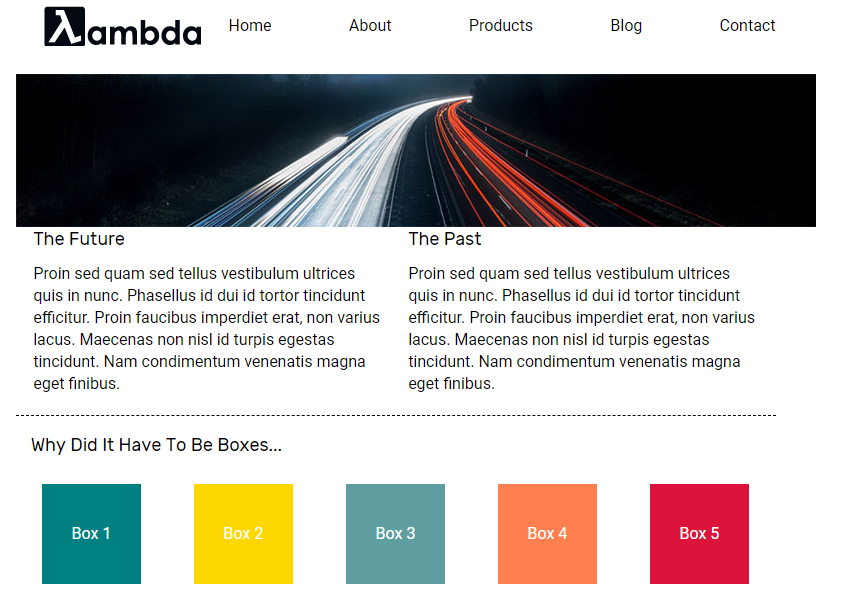 λambda Home About Products Blog Contact
The Future
Proin sed quam sed tellus vestibulum ultrices
quis in nunc. Phasellus id dui id tortor tincidunt
efficitur. Proin faucibus imperdiet erat, non varius
lacus. Maecenas non nisl id turpis egestas
tincidunt. Nam condimentum venenatis magna
eget finibus.
The Past
Proin sed quam sed tellus vestibulum ultrices
quis in nunc. Phasellus id dui id tortor tincidunt
efficitur. Proin faucibus imperdiet erat, non varius
lacus. Maecenas non nisl id turpis egestas
tincidunt. Nam condimentum venenatis magna
eget finibus.
Why Did It Have To Be Boxes...
Box 1 Box 2 Box 3 Box 4 Box 5